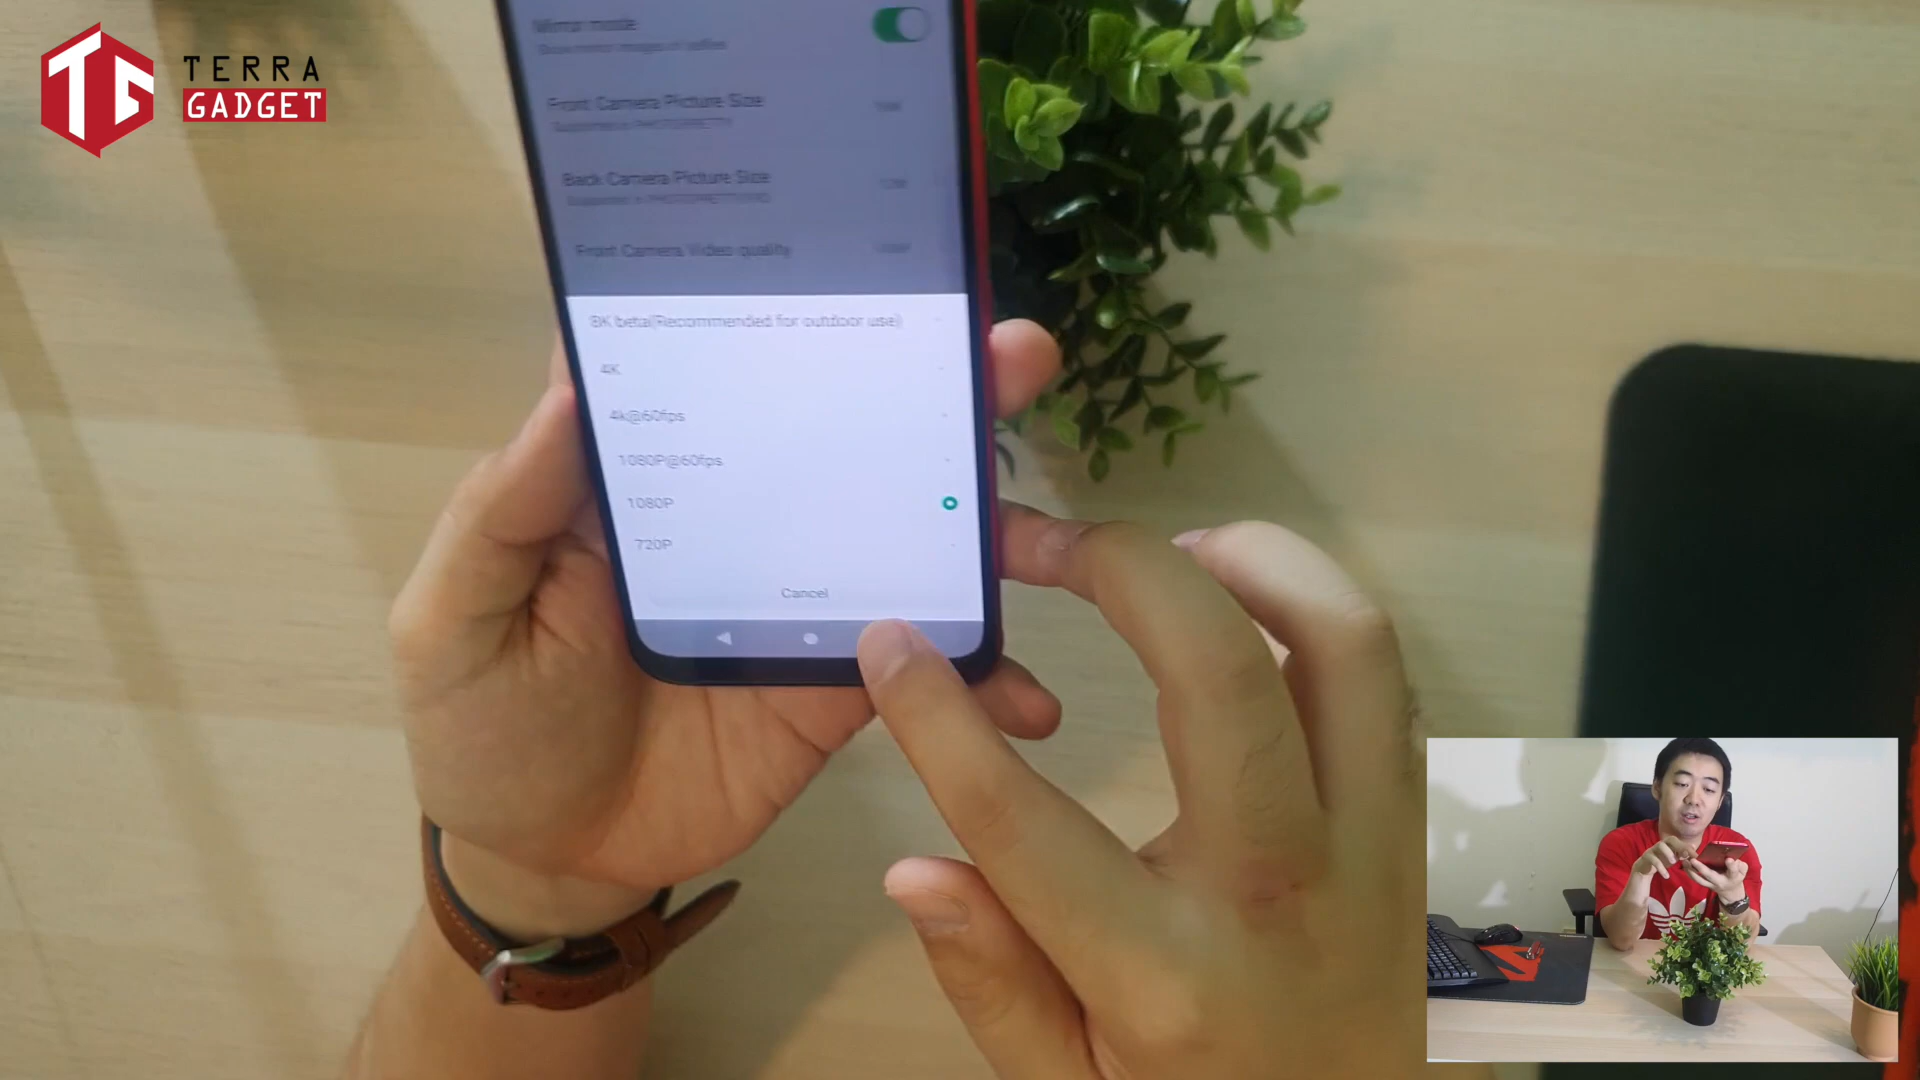 TERRA
GADGET
Mirror mode
Front Camera Picture Size
Back Camera Picture Size
Front Camera Video quality
8K beta(Recommended for outdoor use)
4K
4k@60fps
1080P@60fps
1080P
720P
Cancel